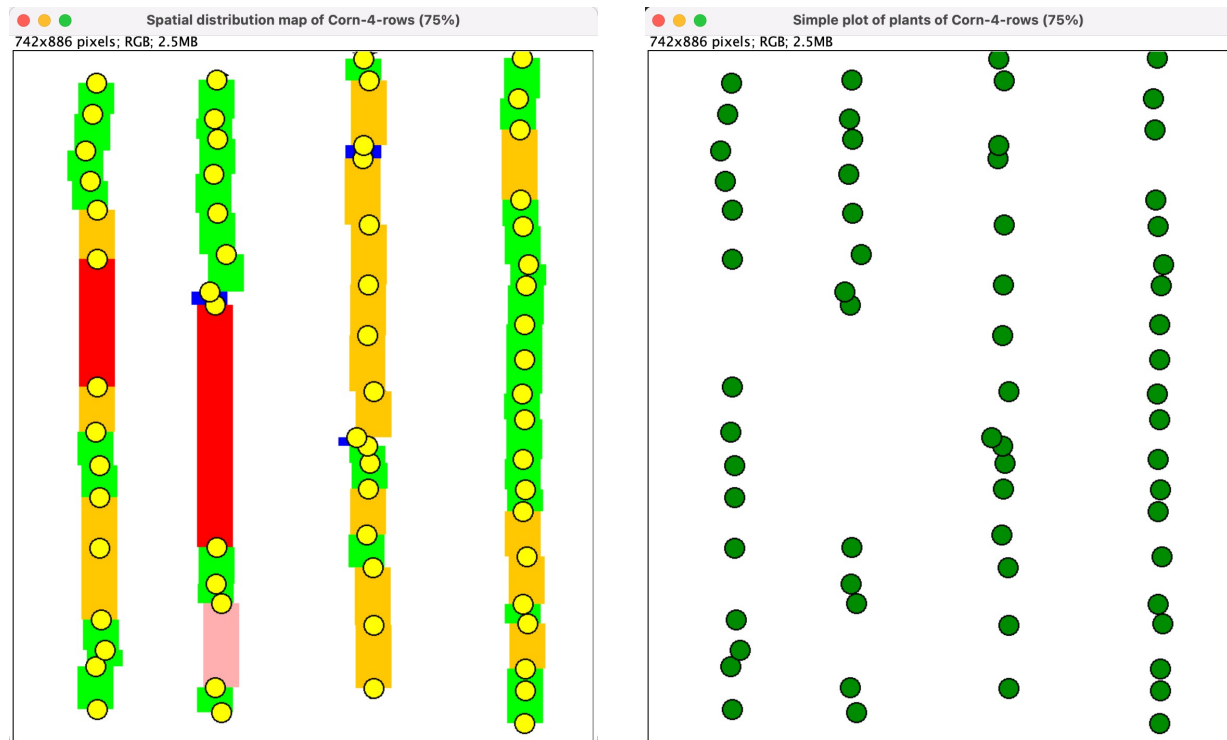 Spatial distribution map of Corn-4-rows (75%)
742x886 pixels; RGB; 2.5MB
Simple plot of plants of Corn-4-rows (75%)
742x886 pixels; RGB; 2.5MB